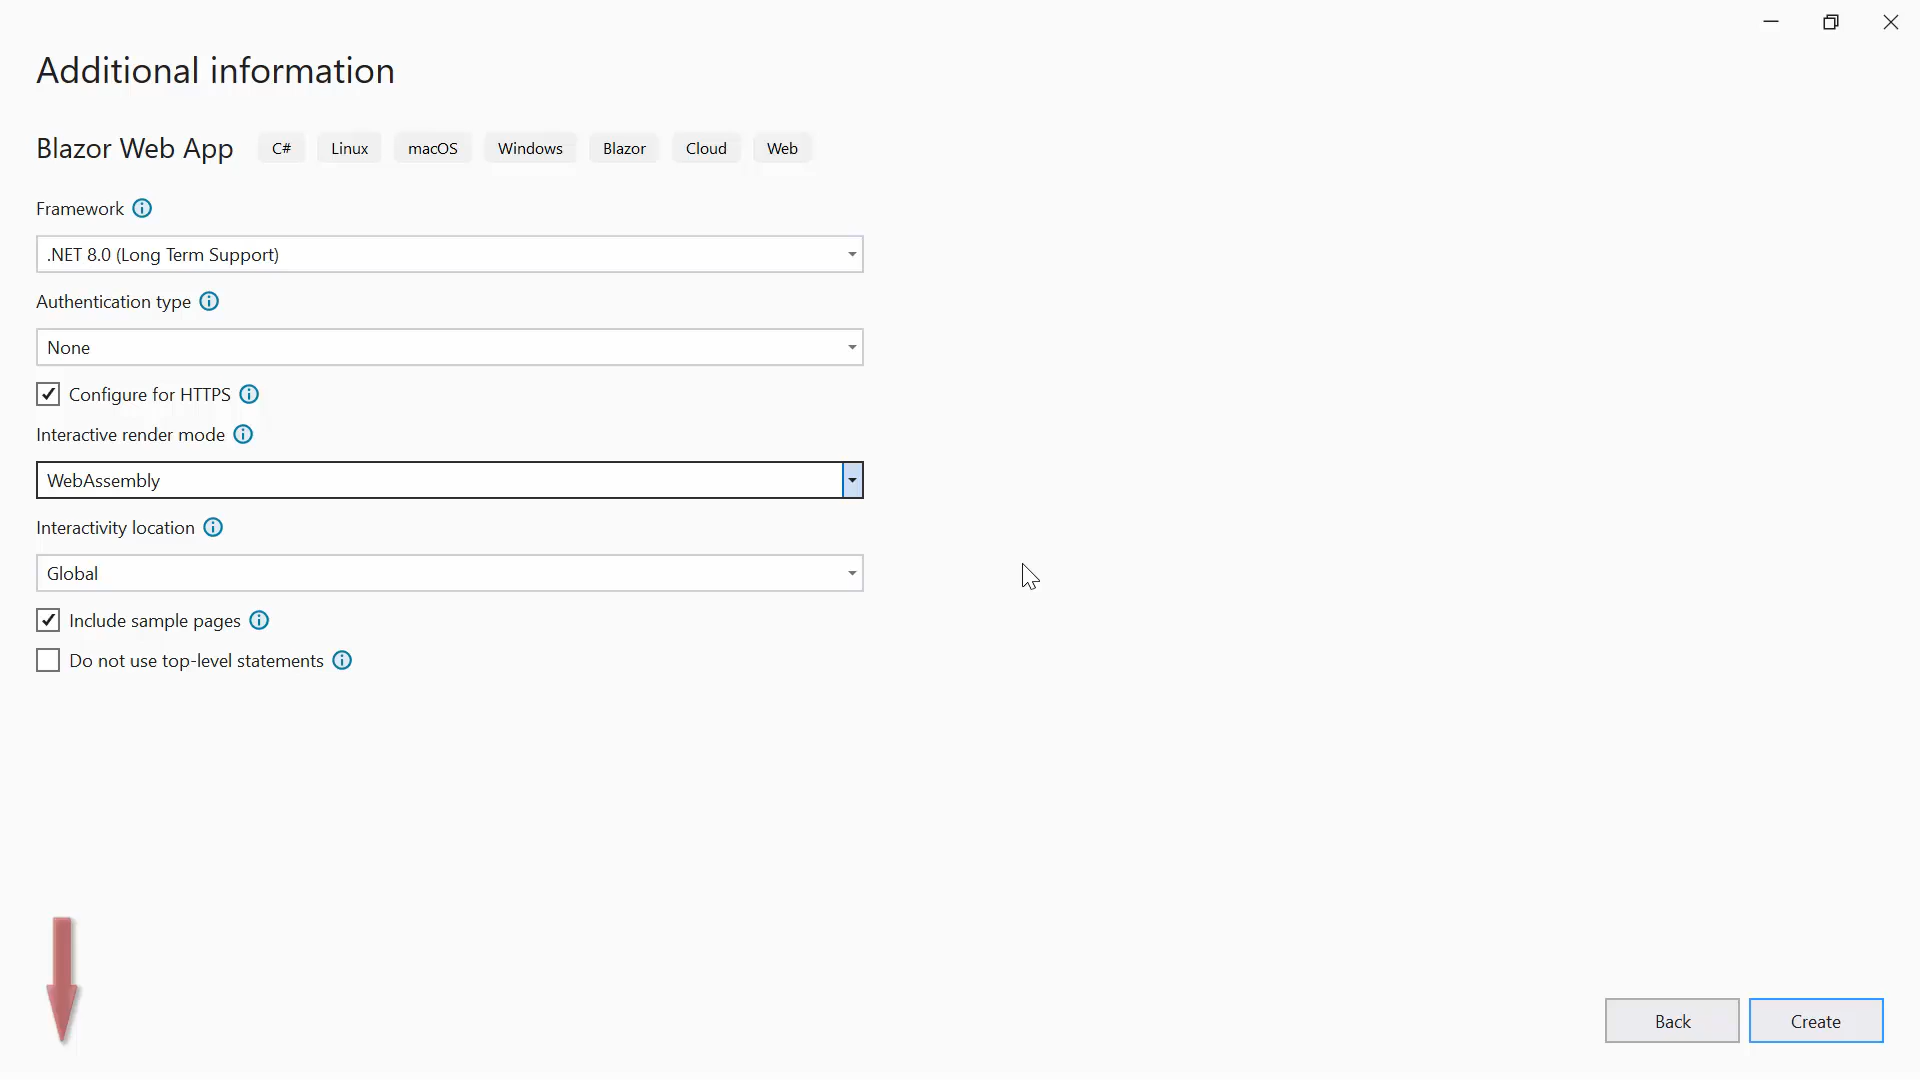 Additional information
Blazor Web App C# Linux macOS Windows Blazor Cloud Web
Framework
.NET 8.0 (Long Term Support)
Authentication type
None
Configure for HTTPS
Interactive render mode
WebAssembly
Interactivity location
Global
Include sample pages
Do not use top-level statements
Back Create